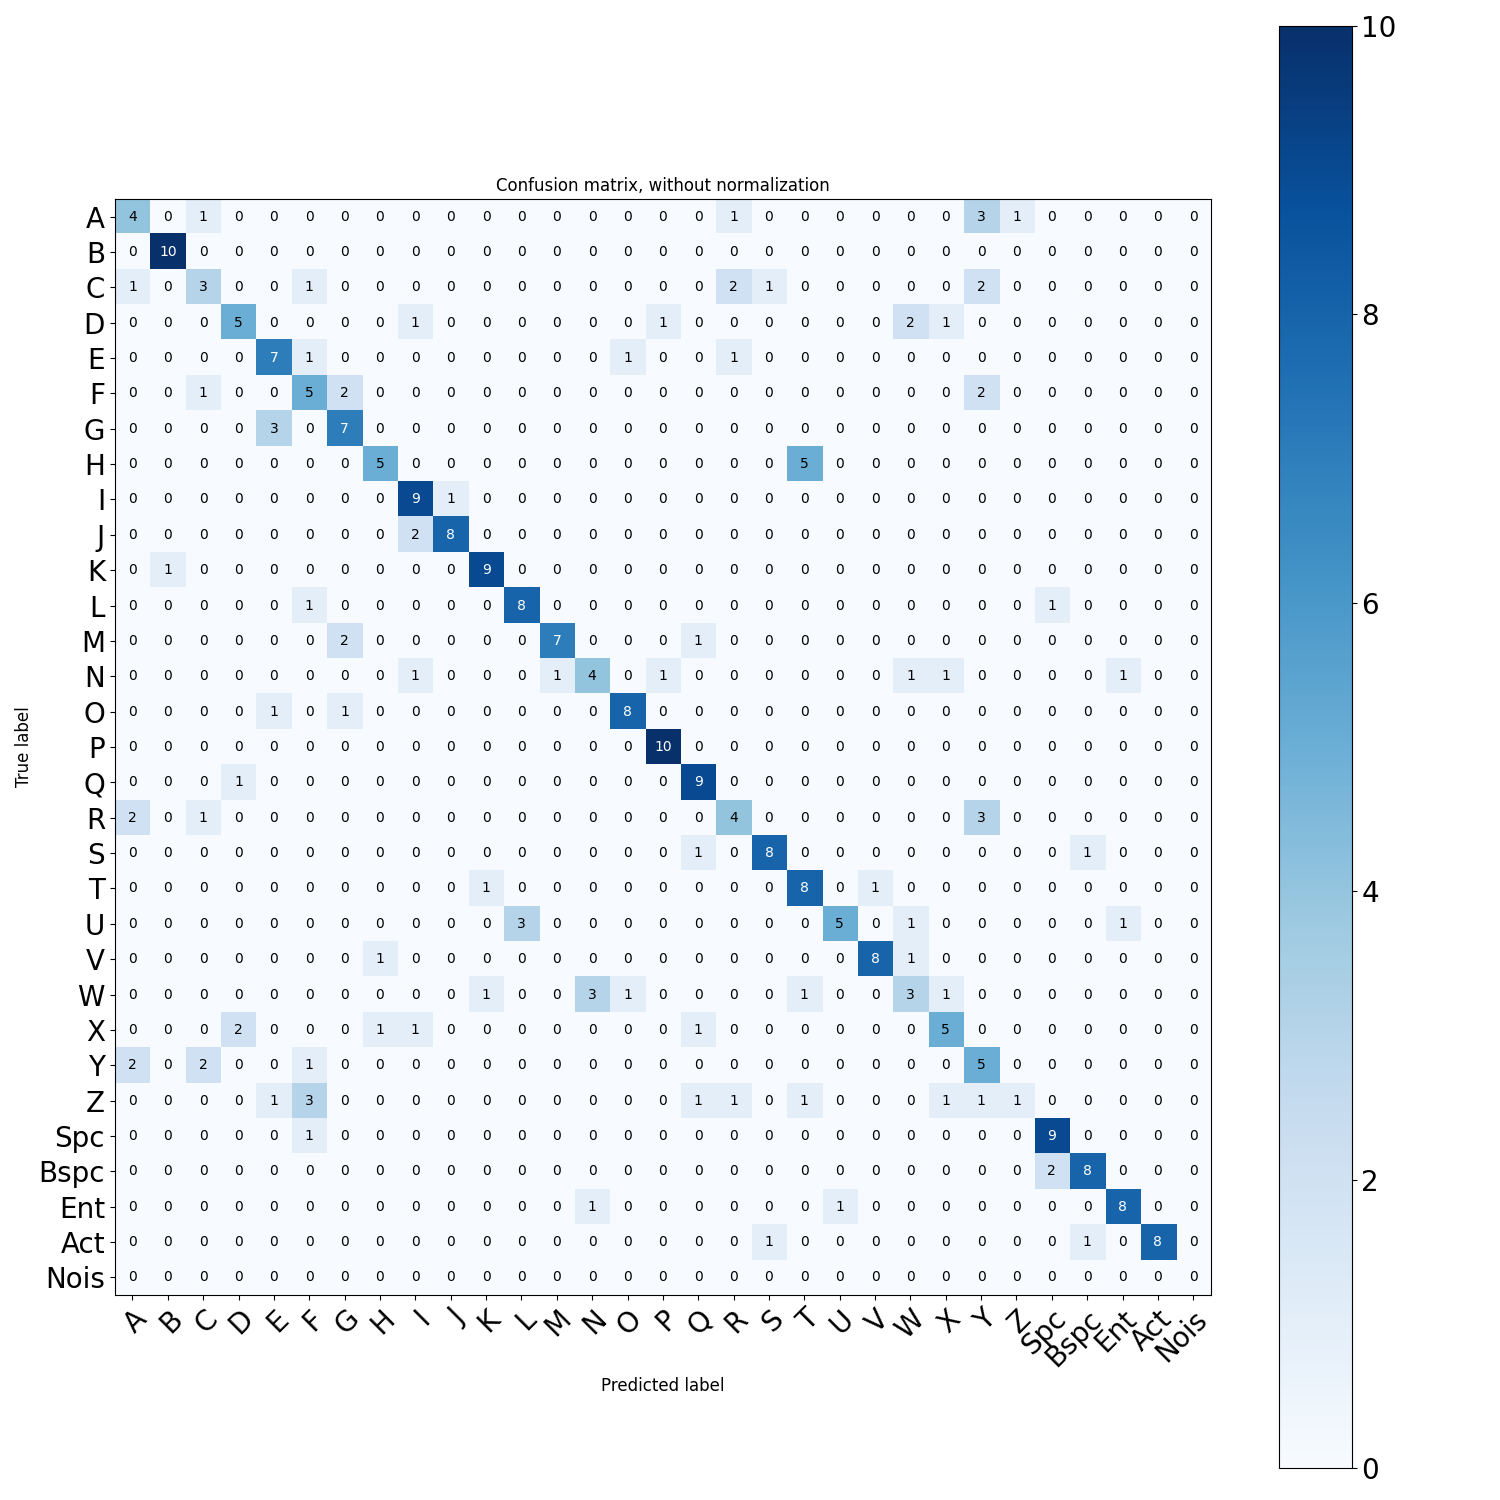 Confusion matrix, without normalization
A 4 0 1 0 0 0 0 0 0 0 0 0 0 0 0 0 0 1 0 0 0 0 0 0 3 1 0 0 0 0 0
B 0 10 0 0 0 0 0 0 0 0 0 0 0 0 0 0 0 0 0 0 0 0 0 0 0 0 0 0 0 0 0
C 1 0 3 0 0 1 0 0 0 0 0 0 0 0 0 0 0 2 1 0 0 0 0 0 2 0 0 0 0 0 0
D 0 0 0 5 0 0 0 0 1 0 0 0 0 0 0 1 0 0 0 0 0 0 2 1 0 0 0 0 0 0 0
E 0 0 0 0 7 1 0 0 0 0 0 0 0 0 1 0 0 1 0 0 0 0 0 0 0 0 0 0 0 0 0
F 0 0 1 0 0 5 2 0 0 0 0 0 0 0 0 0 0 0 0 0 0 0 0 0 2 0 0 0 0 0 0
G 0 0 0 0 3 0 7 0 0 0 0 0 0 0 0 0 0 0 0 0 0 0 0 0 0 0 0 0 0 0 0
H 0 0 0 0 0 0 0 5 0 0 0 0 0 0 0 0 0 0 0 5 0 0 0 0 0 0 0 0 0 0 0
I 0 0 0 0 0 0 0 0 9 1 0 0 0 0 0 0 0 0 0 0 0 0 0 0 0 0 0 0 0 0 0
J 0 0 0 0 0 0 0 0 2 8 0 0 0 0 0 0 0 0 0 0 0 0 0 0 0 0 0 0 0 0 0
K 0 1 0 0 0 0 0 0 0 0 9 0 0 0 0 0 0 0 0 0 0 0 0 0 0 0 0 0 0 0 0
L 0 0 0 0 0 1 0 0 0 0 0 8 0 0 0 0 0 0 0 0 0 0 0 0 0 0 1 0 0 0 0
M 0 0 0 0 0 0 2 0 0 0 0 0 7 0 0 0 1 0 0 0 0 0 0 0 0 0 0 0 0 0 0
N 0 0 0 0 0 0 0 0 1 0 0 0 1 4 0 1 0 0 0 0 0 0 1 1 0 0 0 0 1 0 0
O 0 0 0 0 1 0 1 0 0 0 0 0 0 0 8 0 0 0 0 0 0 0 0 0 0 0 0 0 0 0 0
P 0 0 0 0 0 0 0 0 0 0 0 0 0 0 0 10 0 0 0 0 0 0 0 0 0 0 0 0 0 0 0
Q 0 0 0 1 0 0 0 0 0 0 0 0 0 0 0 0 9 0 0 0 0 0 0 0 0 0 0 0 0 0 0
R 2 0 1 0 0 0 0 0 0 0 0 0 0 0 0 0 0 4 0 0 0 0 0 0 3 0 0 0 0 0 0
S 0 0 0 0 0 0 0 0 0 0 0 0 0 0 0 0 1 0 8 0 0 0 0 0 0 0 0 1 0 0 0
T 0 0 0 0 0 0 0 0 0 0 1 0 0 0 0 0 0 0 0 8 0 1 0 0 0 0 0 0 0 0 0
U 0 0 0 0 0 0 0 0 0 0 0 3 0 0 0 0 0 0 0 0 5 0 1 0 0 0 0 0 1 0 0
V 0 0 0 0 0 0 0 1 0 0 0 0 0 0 0 0 0 0 0 0 0 8 1 0 0 0 0 0 0 0 0
W 0 0 0 0 0 0 0 0 0 0 1 0 0 3 1 0 0 0 0 1 0 0 3 1 0 0 0 0 0 0 0
X 0 0 0 2 0 0 0 1 1 0 0 0 0 0 0 0 1 0 0 0 0 0 0 5 0 0 0 0 0 0 0
Y 2 0 2 0 0 1 0 0 0 0 0 0 0 0 0 0 0 0 0 0 0 0 0 0 5 0 0 0 0 0 0
Z 0 0 0 0 1 3 0 0 0 0 0 0 0 0 0 0 1 1 0 1 0 0 0 1 1 1 0 0 0 0 0
Spc 0 0 0 0 0 1 0 0 0 0 0 0 0 0 0 0 0 0 0 0 0 0 0 0 0 0 9 0 0 0 0
Bspc 0 0 0 0 0 0 0 0 0 0 0 0 0 0 0 0 0 0 0 0 0 0 0 0 0 0 2 8 0 0 0
Ent 0 0 0 0 0 0 0 0 0 0 0 0 0 1 0 0 0 0 0 0 1 0 0 0 0 0 0 0 8 0 0
Act 0 0 0 0 0 0 0 0 0 0 0 0 0 0 0 0 0 0 1 0 0 0 0 0 0 0 0 1 0 8 0
Nois 0 0 0 0 0 0 0 0 0 0 0 0 0 0 0 0 0 0 0 0 0 0 0 0 0 0 0 0 0 0 0
A B C D E F G H I J K L M N O P Q R S T U V W X Y Z Spc Bspc Ent Act Nois
Predicted label
True label
10
8
6
4
2
0